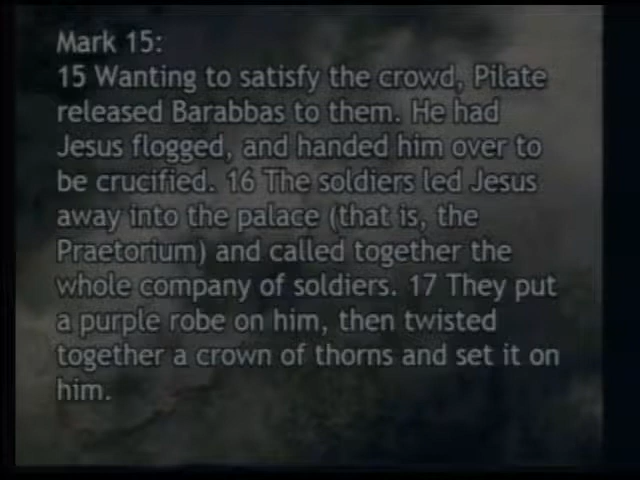 Mark 15:
15 Wanting to satisfy the crowd, Pilate
released Barabbas to them. He had
Jesus flogged, and handed him over to
be crucified. 16 The soldiers led Jesus
away into the palace (that is, the
Praetorium) and called together the
whole company of soldiers. 17 They put
a purple robe on him, then twisted
together a crown of thorns and set it on
him.